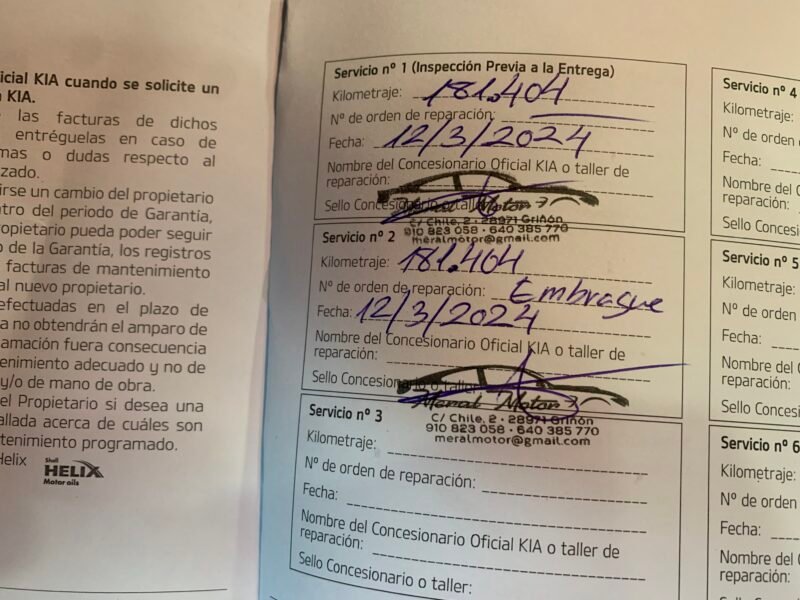 icial KIA cuando se solicite un
KIA.
las facturas de dichos
entréguelas en caso de
mas o dudas respecto al
zado.
irse un cambio del propietario
tro del periodo de Garantía,
ropietario pueda poder seguir
o de la Garantía, los registros
facturas de mantenimiento
al nuevo propietario.
efectuadas en el plazo de
a no obtendrán el amparo de
amación fuera consecuencia
enimiento adecuado y no de
y/o de mano de obra.
el Propietario si desea una
allada acerca de cuáles son
tenimiento programado.
Helix
Shell
HELIX
Motor oils
Servicio nº 1 (Inspección Previa a la Entrega)
Kilometraje: 181.404
Nº de orden de reparación:
Fecha: 12/3/2024
Nombre del Concesionario Oficial KIA o taller de
reparación:
Sello Concesionario o taller:
Meral Motor
C/ Chile, 2 - 28971 Griñón
910 823 058 - 640 385 770
meralmotor@gmail.com
Servicio nº 2
Kilometraje: 181.404
Nº de orden de reparación: Embrague
Fecha: 12/3/2024
Nombre del Concesionario Oficial KIA o taller de
reparación:
Sello Concesionario o taller
Meral Motor
C/ Chile, 2 - 28971 Griñón
910 823 058 - 640 385 770
meralmotor@gmail.com
Servicio nº 3
Kilometraje:
Nº de orden de reparación:
Fecha:
Nombre del Concesionario Oficial KIA o taller de
reparación:
Sello Concesionario o taller:
Servicio nº 4
Kilometraje:
Nº de orden
Fecha:
Nombre del
reparación:
Sello Concesi
Servicio nº 5
Kilometraje:
Nº de orden
Fecha:
Nombre del
reparación:
Sello Concesio
Servicio nº 6
Kilometraje:
Nº de orden
Fecha:
Nombre del
reparación:
Sello Concesi